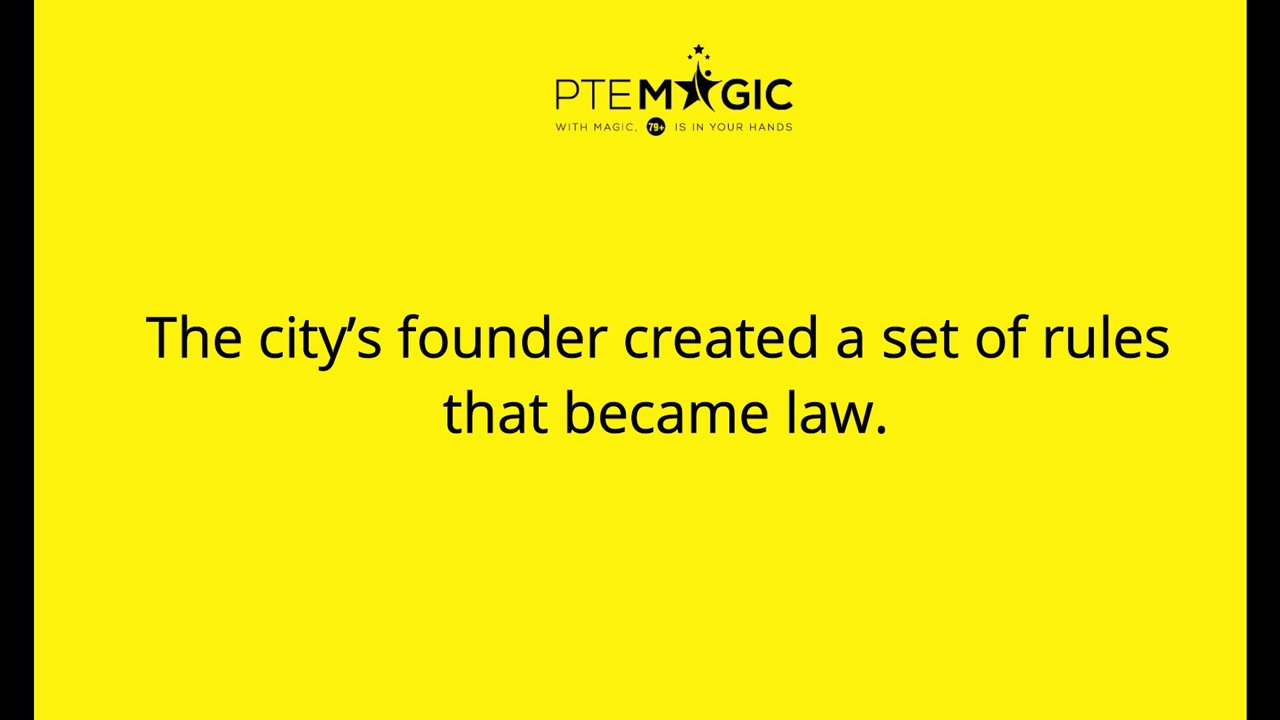 PTEMAGIC
WITH MAGIC, 79+ IS IN YOUR HANDS
The city’s founder created a set of rules
that became law.